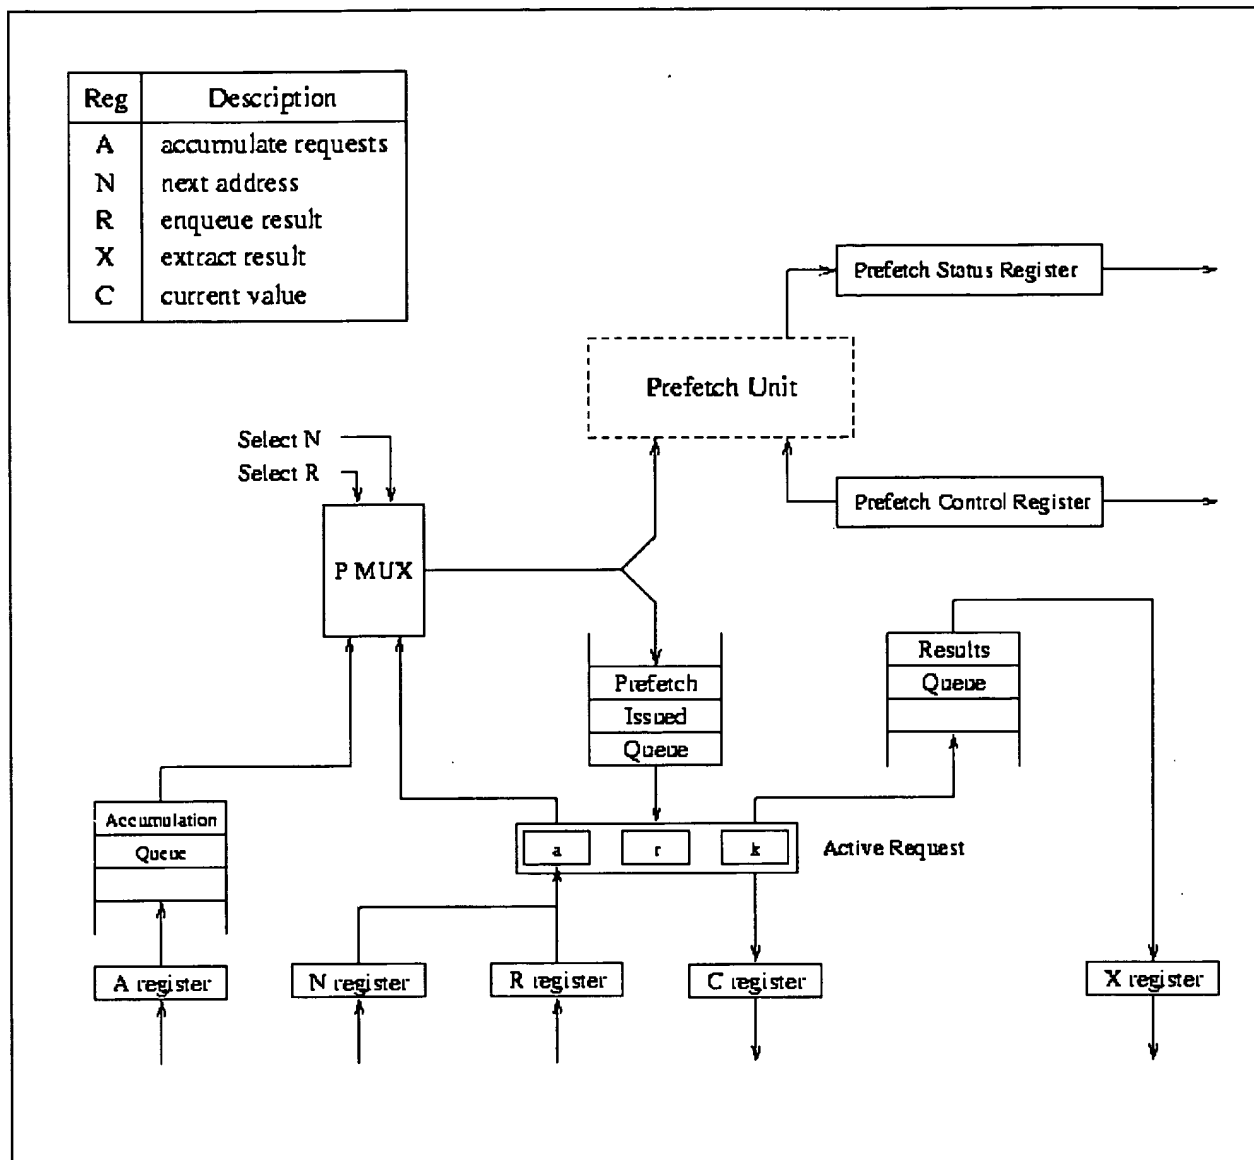 Reg Description
A accumulate requests
N next address
R enqueue result
X extract result
C current value
Prefetch Status Register
Prefetch Unit
Select N
Select R
Prefetch Control Register
P MUX
Results
Queue
Prefetch
Issued
Queue
Accumulation
Queue
a r k
Active Request
A register
N register
R register
C register
X register